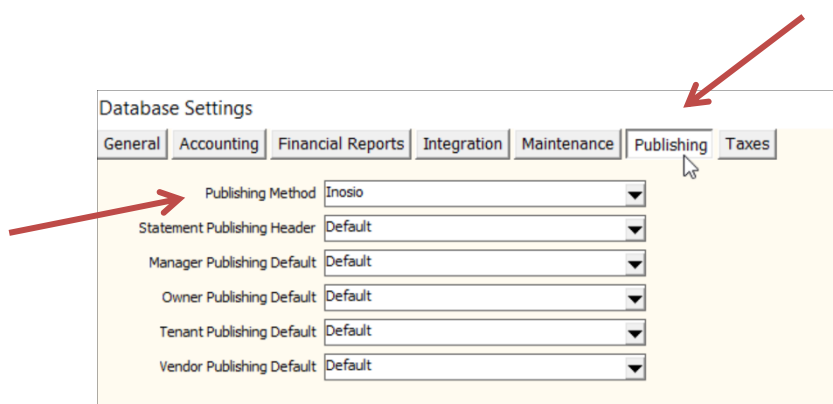 Database Settings
General Accounting Financial Reports Integration Maintenance Publishing Taxes
Publishing Method Inosio
Statement Publishing Header Default
Manager Publishing Default Default
Owner Publishing Default Default
Tenant Publishing Default Default
Vendor Publishing Default Default